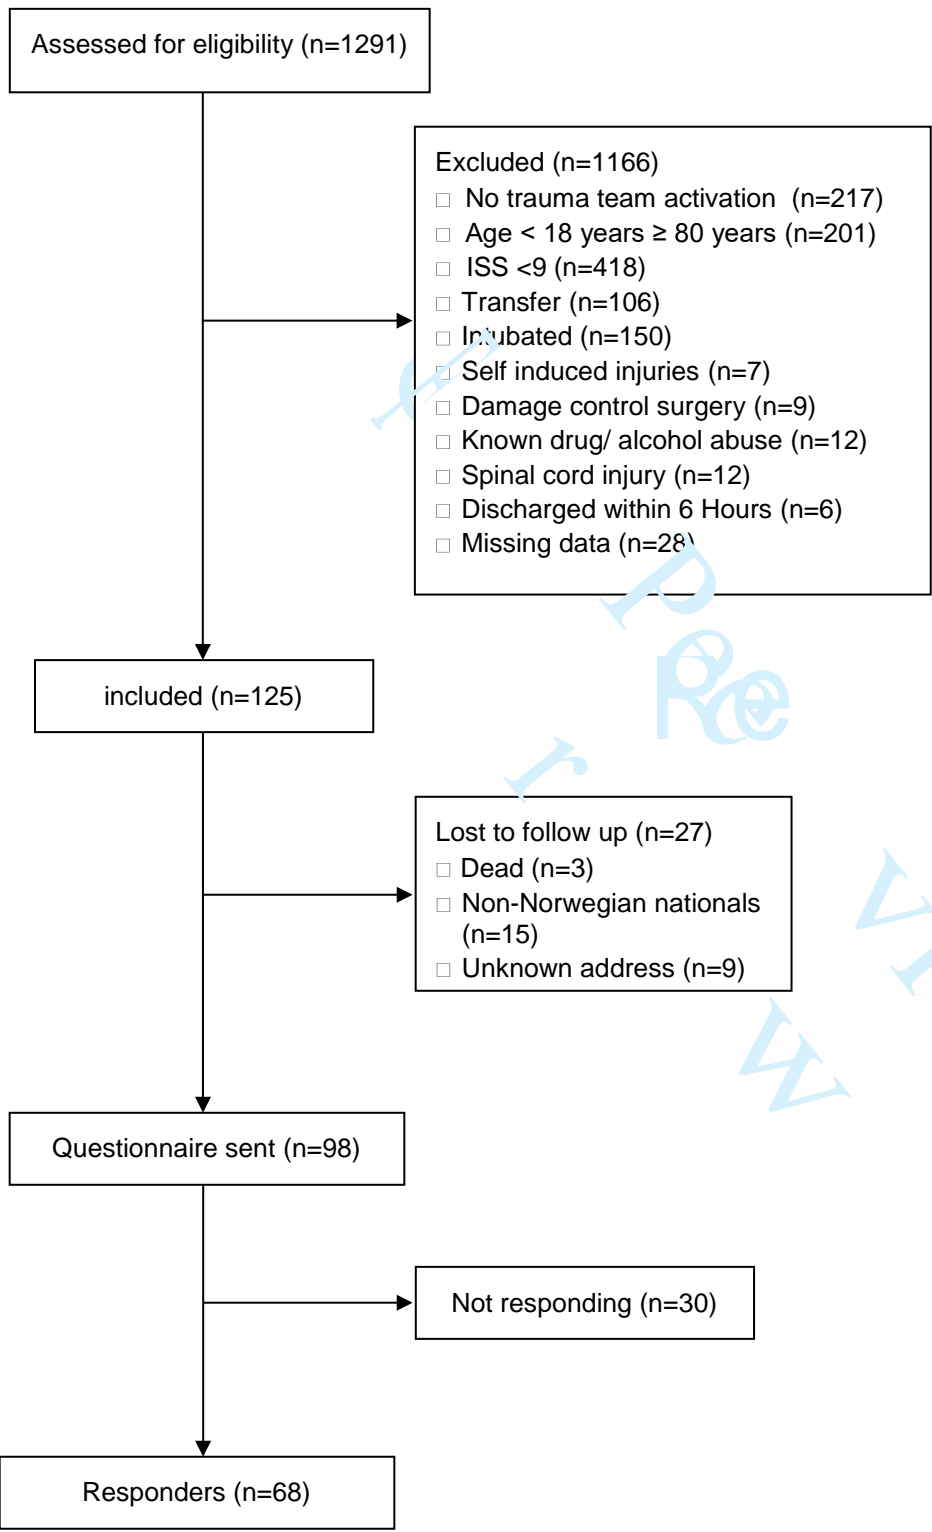 Assessed for eligibility (n=1291)
Excluded (n=1166)
□ No trauma team activation (n=217)
□ Age < 18 years ≥ 80 years (n=201)
□ ISS <9 (n=418)
□ Transfer (n=106)
□ Intubated (n=150)
□ Self induced injuries (n=7)
□ Damage control surgery (n=9)
□ Known drug/ alcohol abuse (n=12)
□ Spinal cord injury (n=12)
□ Discharged within 6 Hours (n=6)
□ Missing data (n=28)
included (n=125)
Lost to follow up (n=27)
□ Dead (n=3)
□ Non-Norwegian nationals
(n=15)
□ Unknown address (n=9)
Questionnaire sent (n=98)
Not responding (n=30)
Responders (n=68)